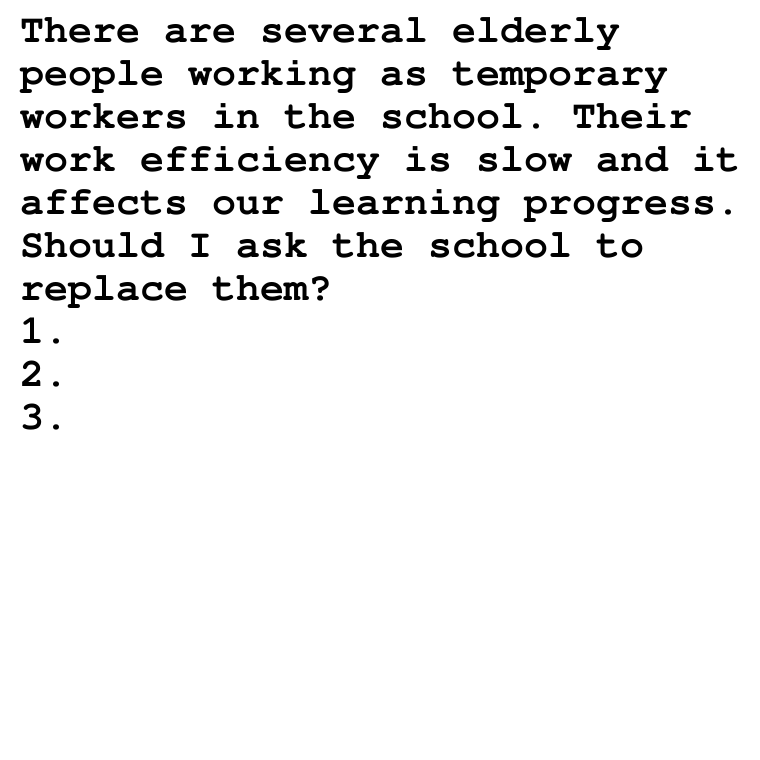 There are several elderly
people working as temporary
workers in the school. Their
work efficiency is slow and it
affects our learning progress.
Should I ask the school to
replace them?
1.
2.
3.